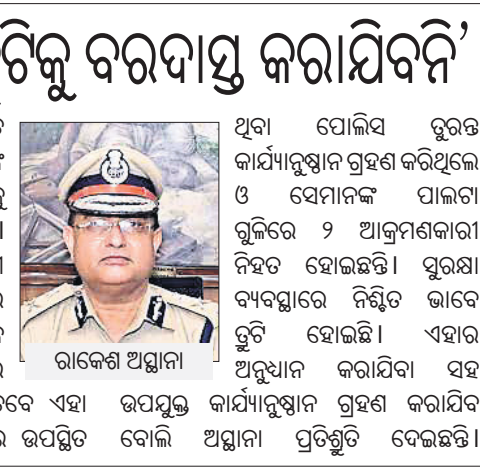 ଟିକୁ ବରଦାସ୍ତ କରାଯିବନି’
ଥିବା ପୋଲିସ ତୁରନ୍ତ
କାର୍ଯ୍ୟାନୁଷ୍ଠାନ ଗ୍ରହଣ କରିଥିଲେ
ଓ ସେମାନଙ୍କ ପାଲଟା
ଗୁଳିରେ ୨ ଆକ୍ରମଣକାରୀ
ନିହତ ହୋଇଛନ୍ତି। ସୁରକ୍ଷା
ବ୍ୟବସ୍ଥାରେ ନିଶ୍ଚିତ ଭାବେ
ତ୍ରୁଟି ହୋଇଛି। ଏହାର
ରାକେଶ ଅସ୍ଥାନା
ଅନୁଧ୍ୟାନ କରାଯିବା ସହ
ଏହା ଉପଯୁକ୍ତ କାର୍ଯ୍ୟାନୁଷ୍ଠାନ ଗ୍ରହଣ କରାଯିବ
ଉପସ୍ଥିତ ବୋଲି ଅସ୍ଥାନା ପ୍ରତିଶ୍ରୁତି ଦେଇଛନ୍ତି।